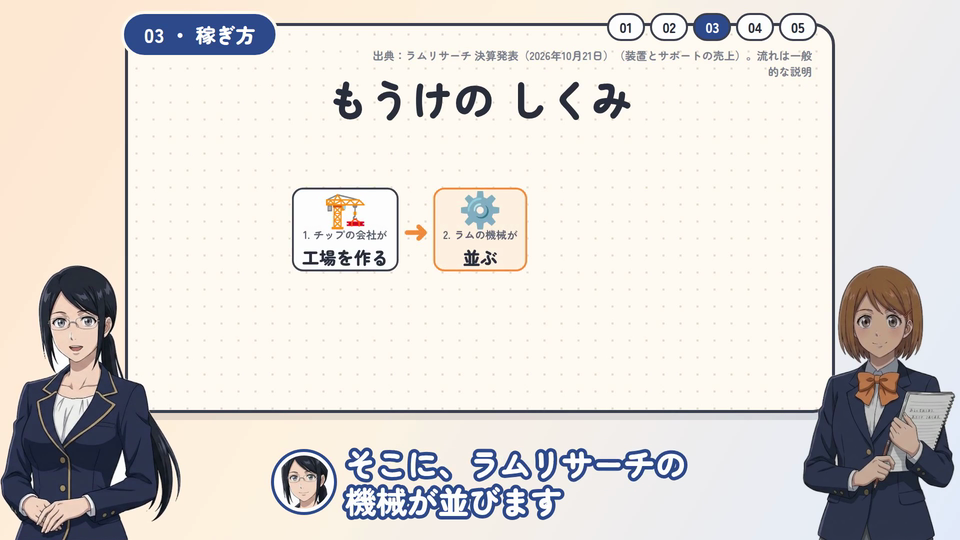 03 ・ 稼ぎ方
01 02 03 04 05
出典：ラムリサーチ 決算発表（2026年10月21日）（装置とサポートの売上）。流れは一般
的な説明
もうけの しくみ
1. チップの会社が
工場を作る
2. ラムの機械が
並ぶ
そこに、ラムリサーチの
機械が並びます